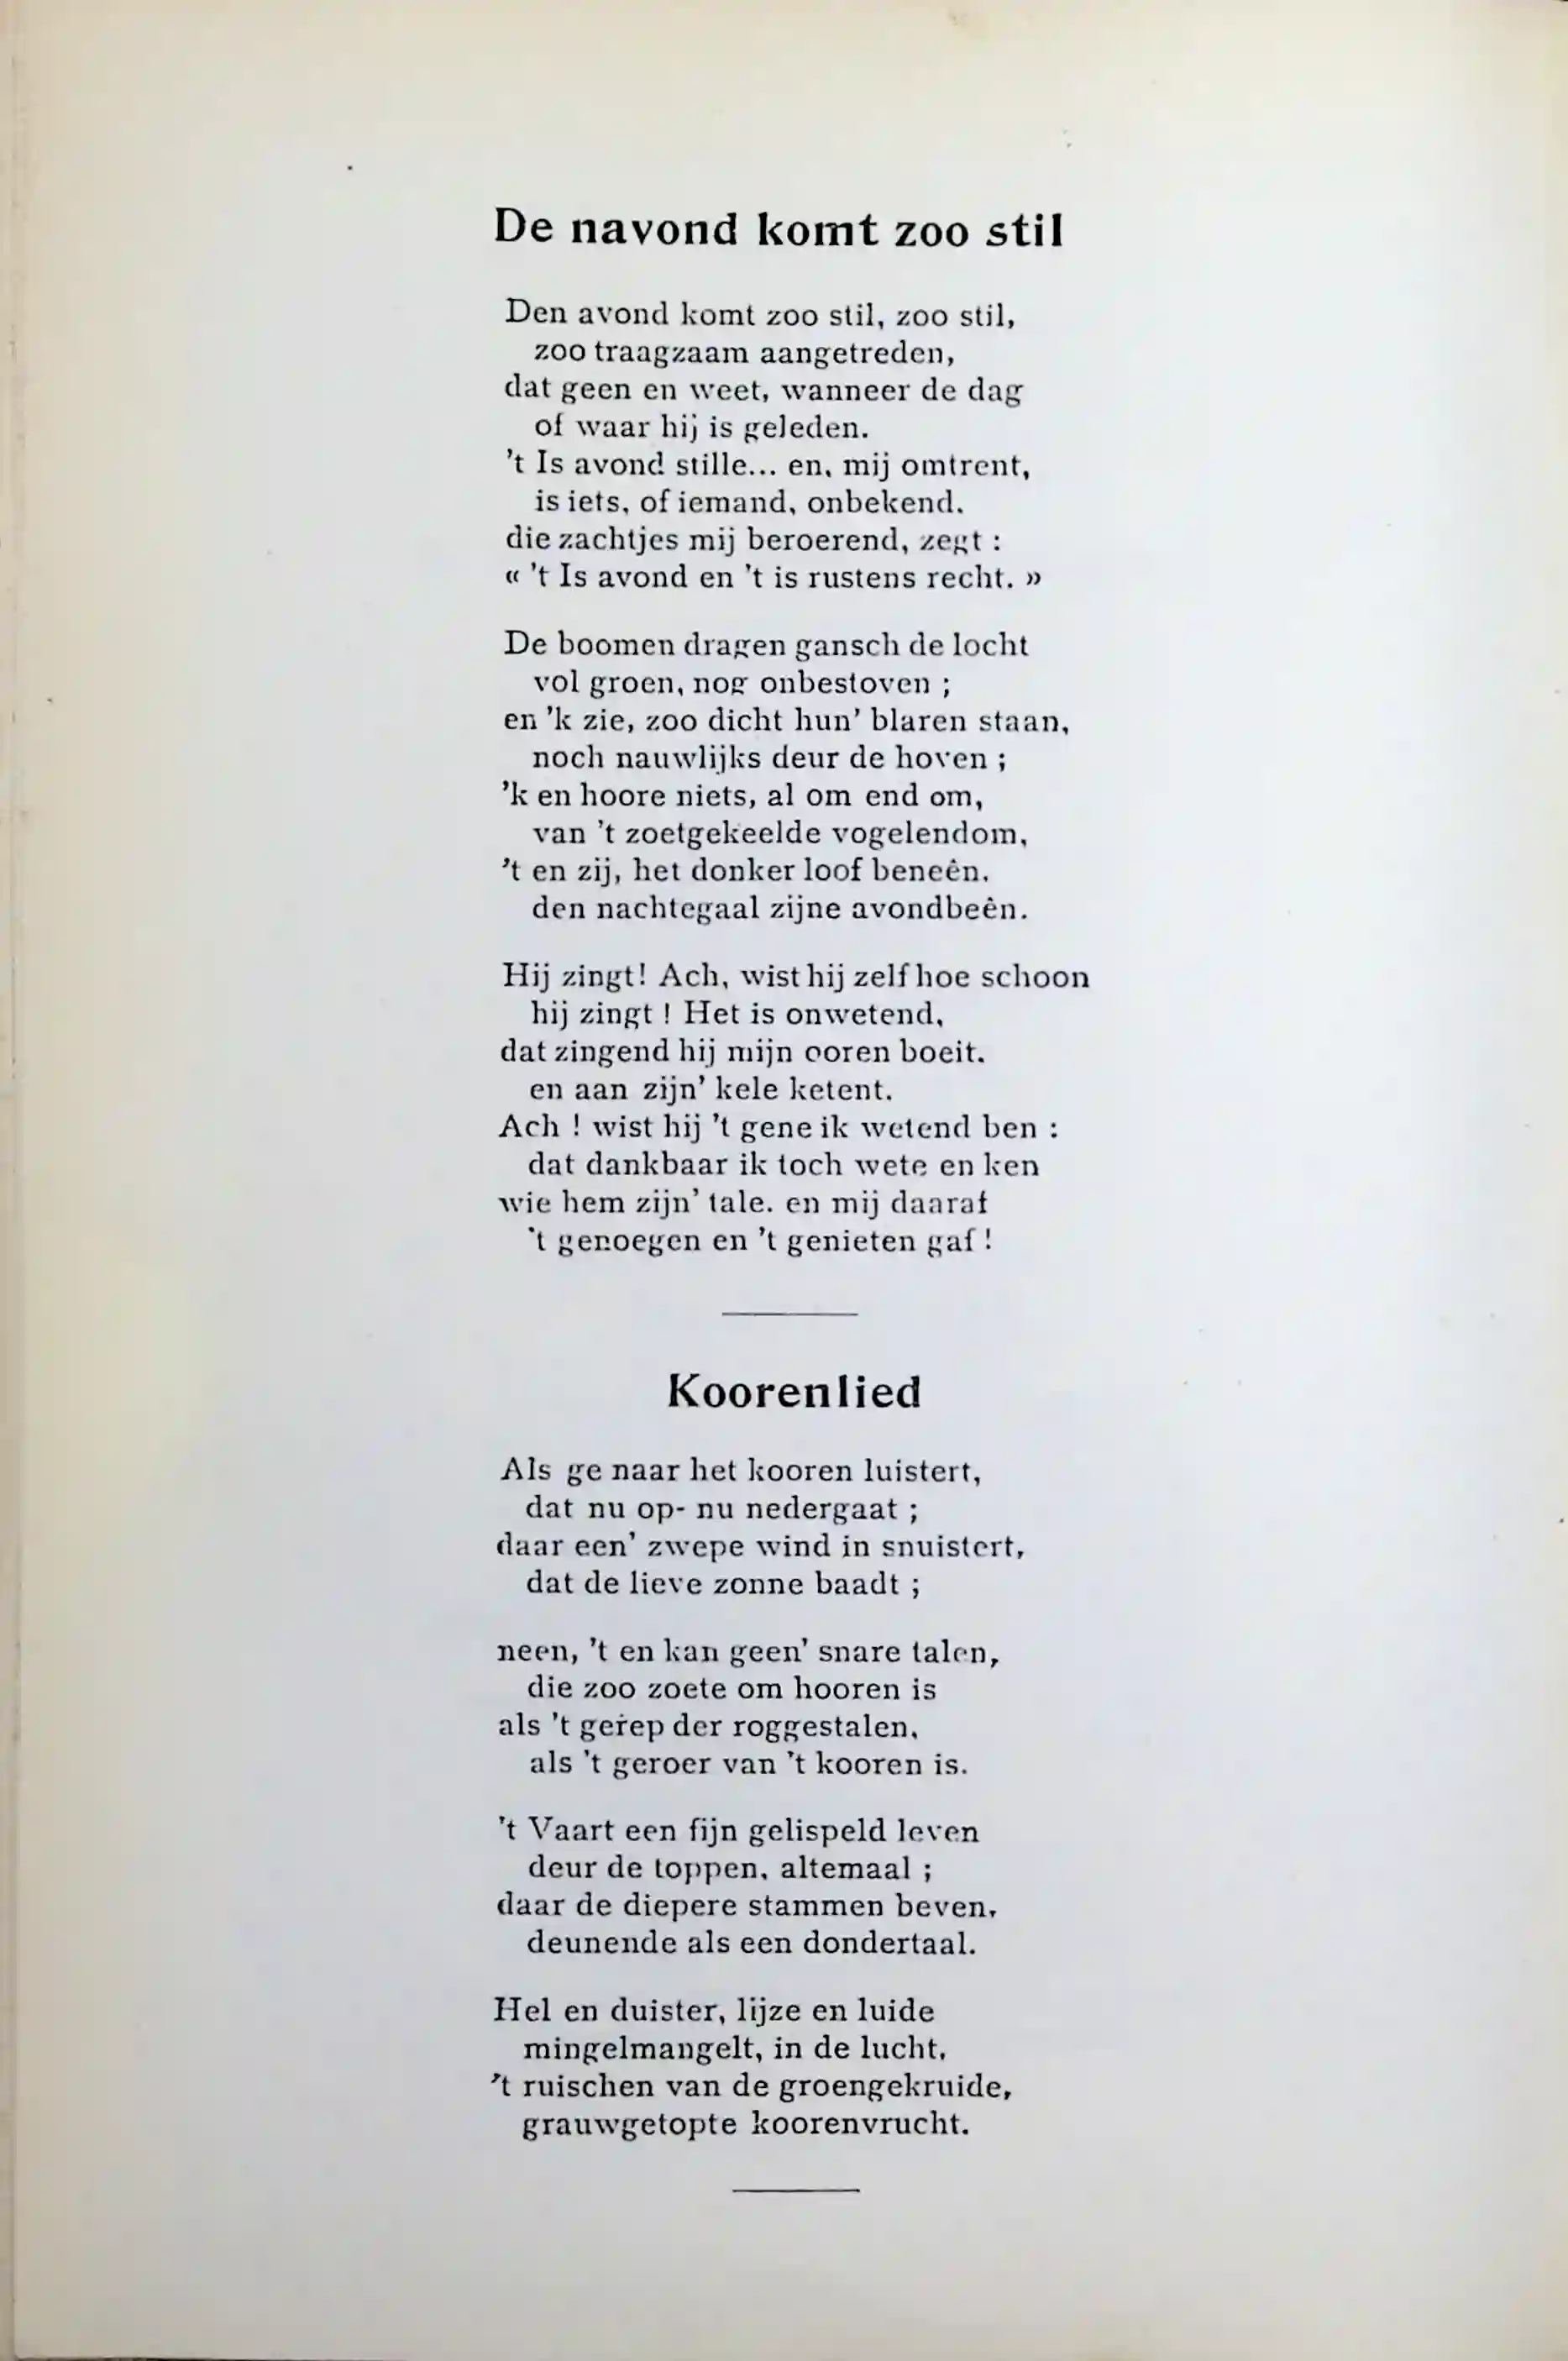 De navond komt zoo stil
Den avond komt zoo stil, zoo stil,
zoo traagzaam aangetreden,
dat geen en weet, wanneer de dag
of waar hij is geleden.
't Is avond stille... en, mij omtrent,
is iets, of iemand, onbekend,
die zachtjes mij beroerend, zegt :
« 't Is avond en 't is rustens recht. »
De boomen dragen gansch de locht
vol groen, nog onbestoven ;
en 'k zie, zoo dicht hun' blaren staan,
noch nauwlijks deur de hoven ;
'k en hoore niets, al om end om,
van 't zoetgekeelde vogelendom,
't en zij, het donker loof beneên,
den nachtegaal zijne avondbeên.
Hij zingt! Ach, wist hij zelf hoe schoon
hij zingt ! Het is onwetend,
dat zingend hij mijn ooren boeit.
en aan zijn' kele ketent.
Ach ! wist hij 't gene ik wetend ben :
dat dankbaar ik toch wete en ken
wie hem zijn' tale. en mij daaraf
't genoegen en 't genieten gaf !
Koorenlied
Als ge naar het kooren luistert,
dat nu op- nu nedergaat ;
daar een' zwepe wind in snuistert,
dat de lieve zonne baadt ;
neen, 't en kan geen' snare talen,
die zoo zoete om hooren is
als 't gerep der roggestalen,
als 't geroer van 't kooren is.
't Vaart een fijn gelispeld leven
deur de toppen, altemaal ;
daar de diepere stammen beven,
deunende als een dondertaal.
Hel en duister, lijze en luide
mingelmangelt, in de lucht,
't ruischen van de groengekruide,
grauwgetopte koorenvrucht.